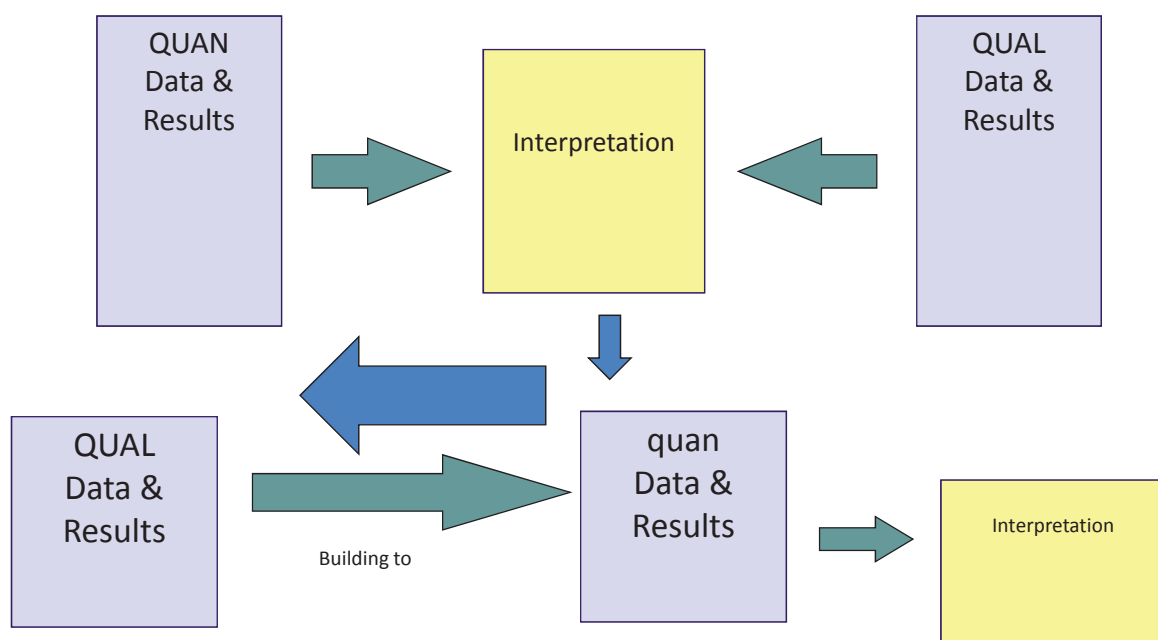 QUAN
Data &
Results
Interpretation
QUAL
Data &
Results
QUAL
Data &
Results
Building to
quan
Data &
Results
Interpretation